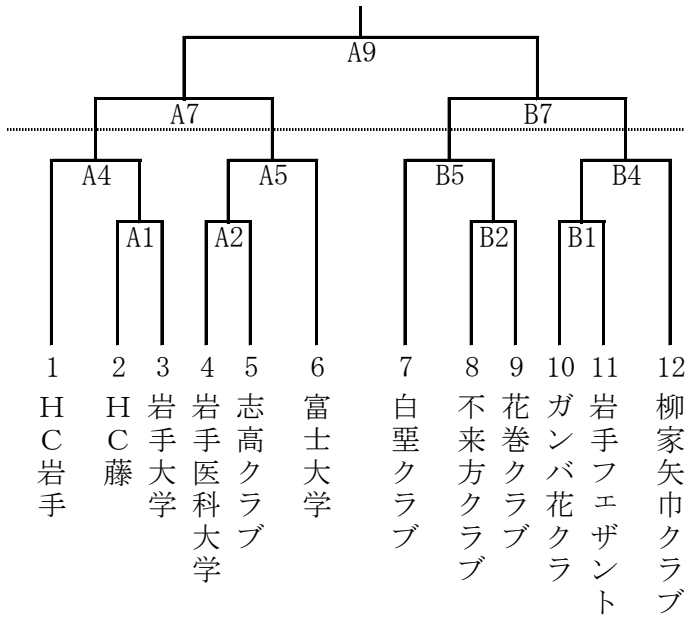 A9
A7 B7
A4 A5 B5 B4
A1 A2 B2 B1
1 2 3 4 5 6 7 8 9 10 11 12
HC岩手
HC藤
岩手大学
岩手医科大学
志高クラブ
富士大学
白堊クラブ
不来方クラブ
花巻クラブ
ガンバ花クラ
岩手フェザント
柳家矢巾クラブ